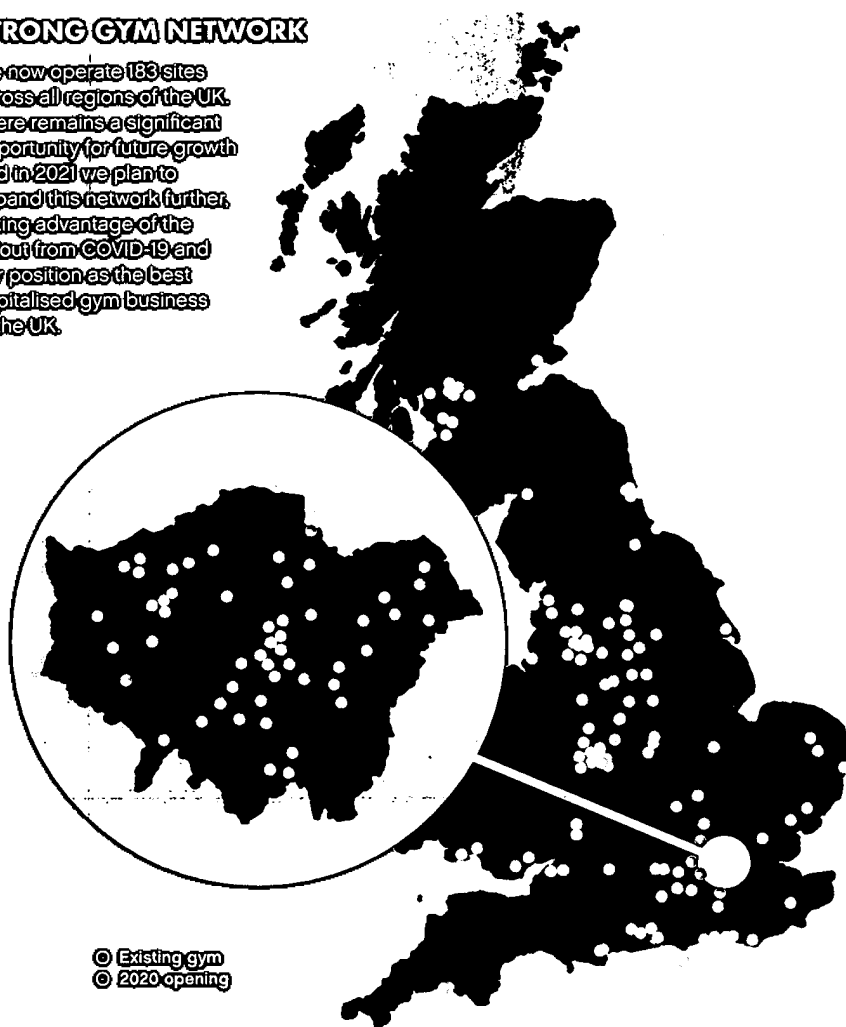 TRONG GYM NETWORK
now operate 183 sites
ross all regions of the UK.
ere remains a significant
portunity for future growth
d in 2021 we plan to
pand this network further,
ing advantage of the
out from COVID-19 and
r position as the best
pitalised gym business
he UK.
Existing gym
2020 opening